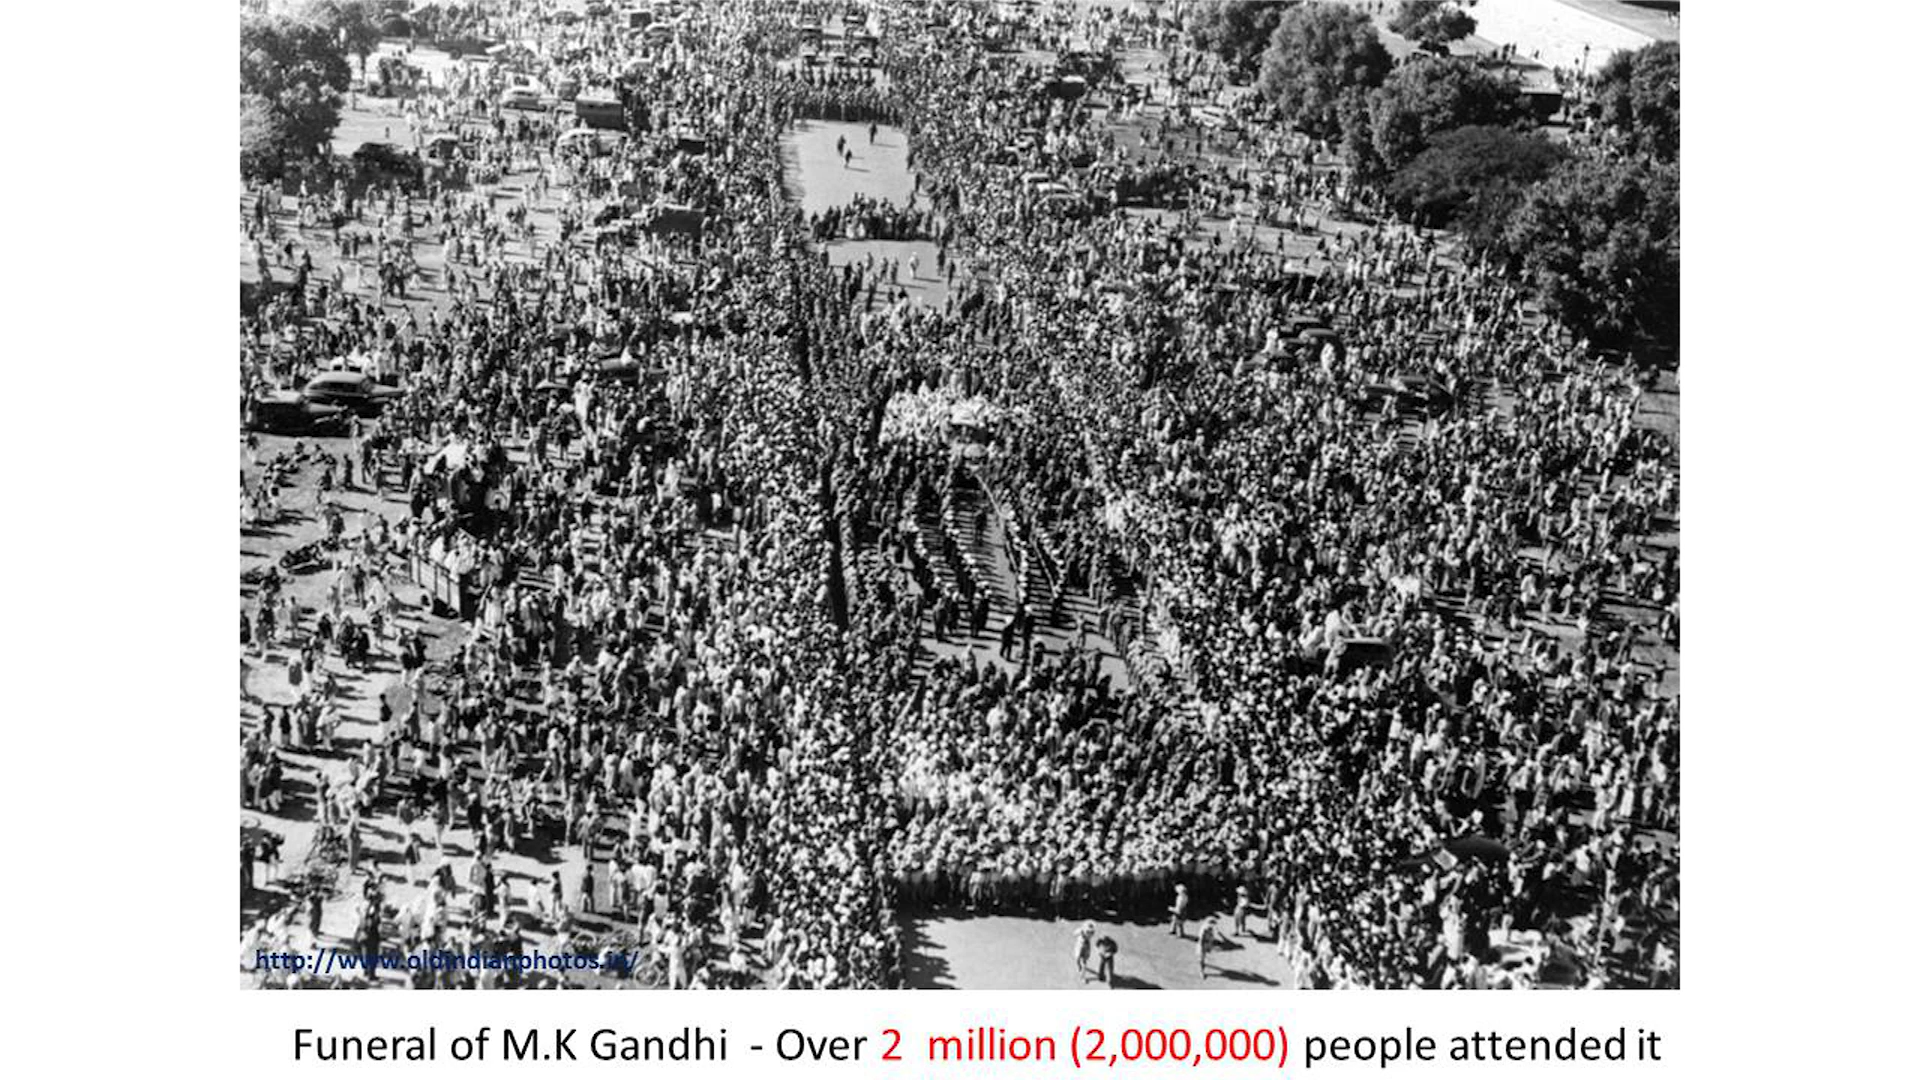 http://www.oldindianphotos.in/
Funeral of M.K Gandhi - Over 2 million (2,000,000) people attended it